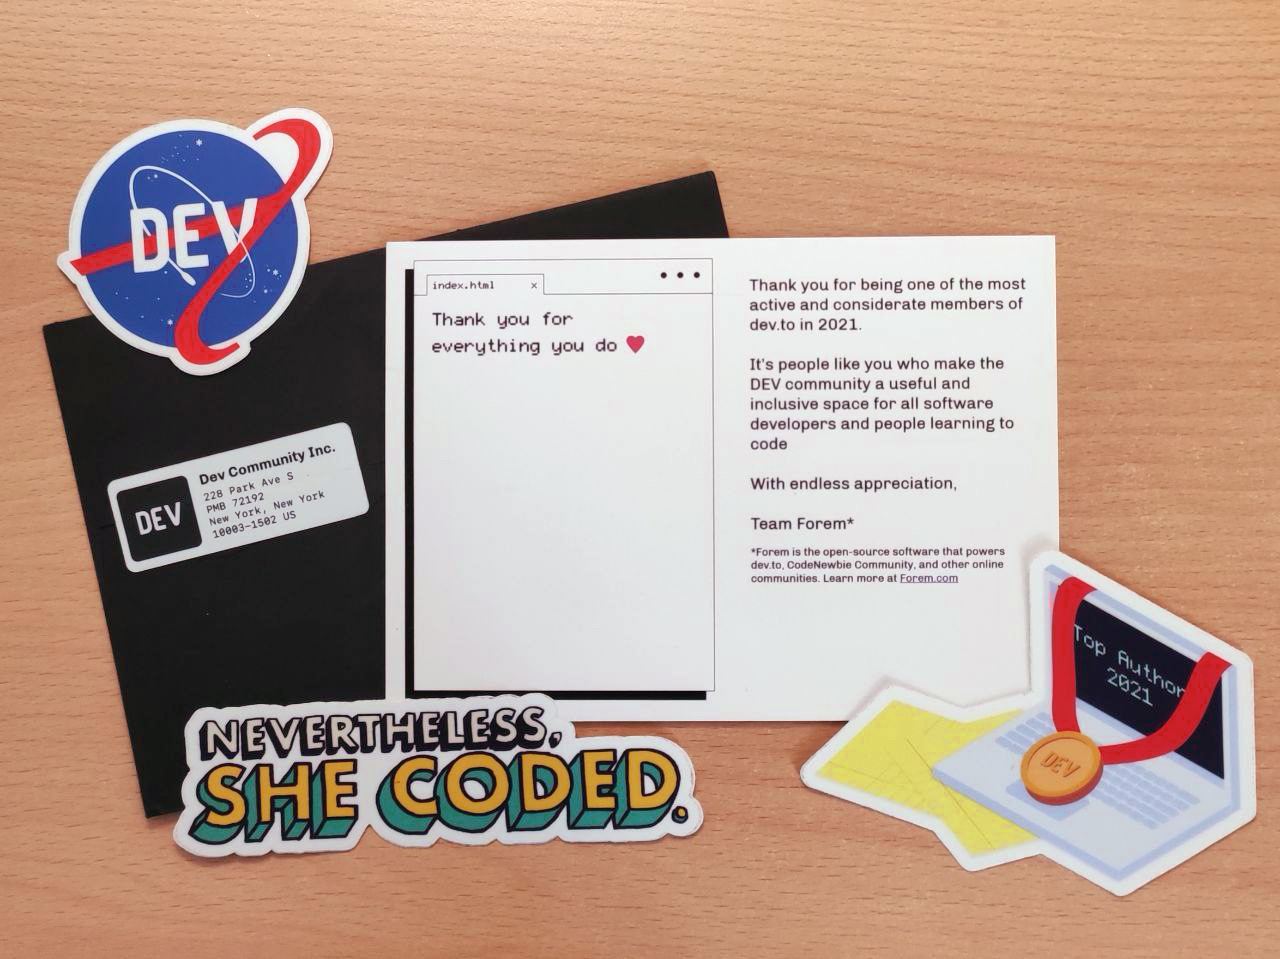 DEV
index.html ×
Thank you for
everything you do ♥
Thank you for being one of the most
active and considerate members of
dev.to in 2021.
It's people like you who make the
DEV community a useful and
inclusive space for all software
developers and people learning to
code
With endless appreciation,
Team Forem*
*Forem is the open-source software that powers
dev.to, CodeNewbie Community, and other online
communities. Learn more at Forem.com
DEV
Dev Community Inc.
228 Park Ave S
PMB 72192
New York, New York
10003-1502 US
NEVERTHELESS,
SHE CODED.
Top Author
2021
DEV